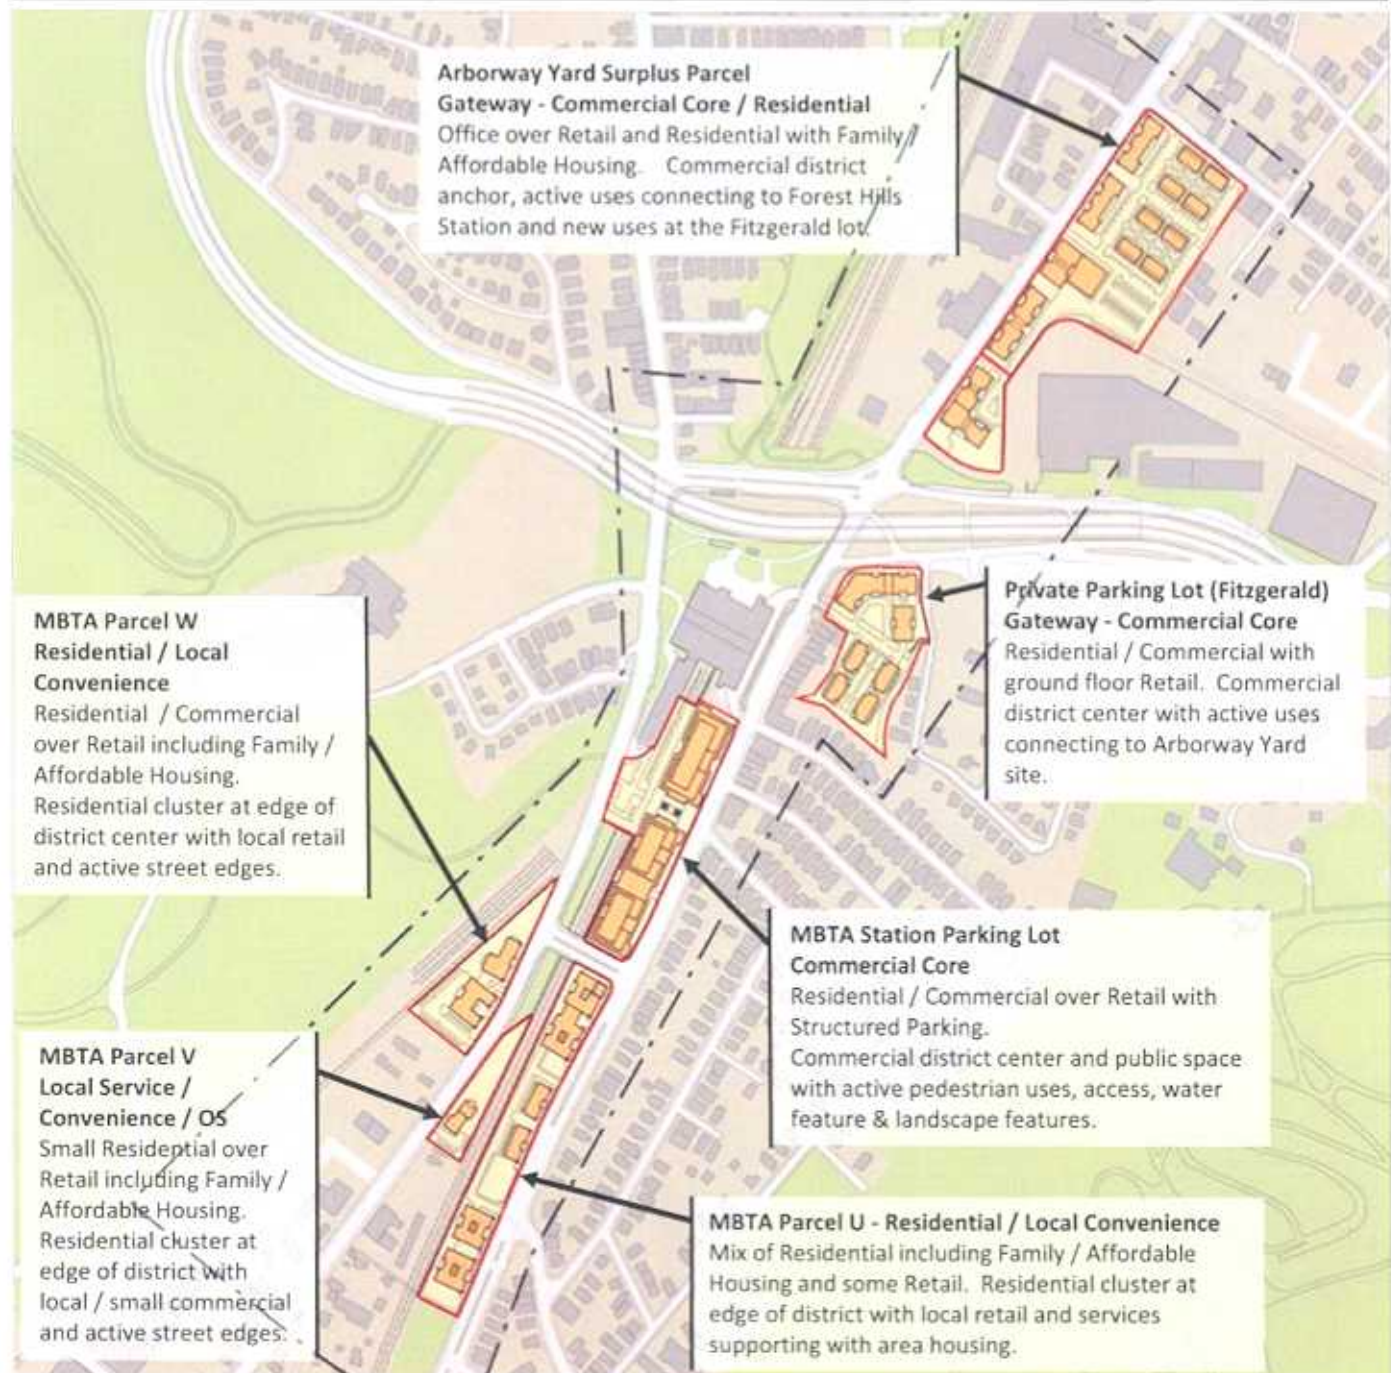 Arborway Yard Surplus Parcel
Gateway - Commercial Core / Residential
Office over Retail and Residential with Family /
Affordable Housing. Commercial district
anchor, active uses connecting to Forest Hills
Station and new uses at the Fitzgerald lot.
Private Parking Lot (Fitzgerald)
Gateway - Commercial Core
Residential / Commercial with
ground floor Retail. Commercial
district center with active uses
connecting to Arborway Yard
site.
MBTA Parcel W
Residential / Local
Convenience
Residential / Commercial
over Retail including Family /
Affordable Housing.
Residential cluster at edge of
district center with local retail
and active street edges.
MBTA Station Parking Lot
Commercial Core
Residential / Commercial over Retail with
Structured Parking.
Commercial district center and public space
with active pedestrian uses, access, water
feature & landscape features.
MBTA Parcel V
Local Service /
Convenience / OS
Small Residential over
Retail including Family /
Affordable Housing.
Residential cluster at
edge of district with
local / small commercial
and active street edges.
MBTA Parcel U - Residential / Local Convenience
Mix of Residential including Family / Affordable
Housing and some Retail. Residential cluster at
edge of district with local retail and services
supporting with area housing.